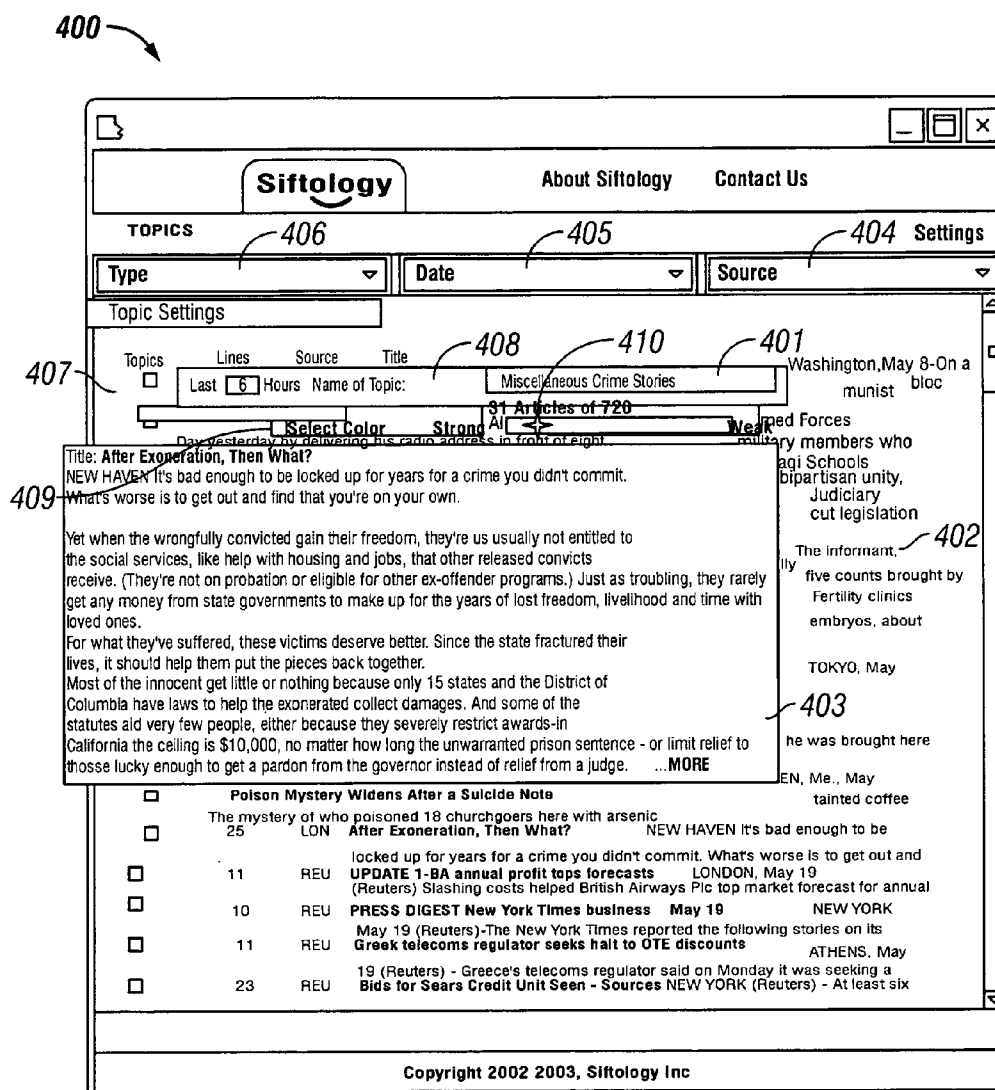 400
Siftology About Siftology Contact Us
TOPICS 406 405 404 Settings
Type Date Source
Topic Settings
407 Topics Lines Source Title 408 410 401 Washington,May 8-On a
Last 6 Hours Name of Topic: Miscellaneous Crime Stories munist bloc
31 Articles of 720
Select Color Strong Al Weak med Forces
Day yesterday by delivering his radio address in front of eight military members who
Title: After Exoneration, Then What? aqi Schools
NEW HAVEN It's bad enough to be locked up for years for a crime you didn't commit. bipartisan unity,
409 What's worse is to get out and find that you're on your own. Judiciary
cut legislation
Yet when the wrongfully convicted gain their freedom, they're us usually not entitled to The informant, 402
the social services, like help with housing and jobs, that other released convicts lly
receive. (They're not on probation or eligible for other ex-offender programs.) Just as troubling, they rarely five counts brought by
get any money from state governments to make up for the years of lost freedom, livelihood and time with Fertility clinics
loved ones. embryos, about
For what they've suffered, these victims deserve better. Since the state fractured their
lives, it should help them put the pieces back together. TOKYO, May
Most of the innocent get little or nothing because only 15 states and the District of
Columbia have laws to help the exonerated collect damages. And some of the 403
statutes aid very few people, either because they severely restrict awards-in
California the ceiling is $10,000, no matter how long the unwarranted prison sentence - or limit relief to he was brought here
thosse lucky enough to get a pardon from the governor instead of relief from a judge. ...MORE
EN, Me., May
Poison Mystery Widens After a Suicide Note tainted coffee
The mystery of who poisoned 18 churchgoers here with arsenic
25 LON After Exoneration, Then What? NEW HAVEN It's bad enough to be
locked up for years for a crime you didn't commit. What's worse is to get out and
11 REU UPDATE 1-BA annual profit tops forecasts LONDON, May 19
(Reuters) Slashing costs helped British Airways Plc top market forecast for annual
10 REU PRESS DIGEST New York Times business May 19 NEW YORK
May 19 (Reuters)-The New York Times reported the following stories on its
11 REU Greek telecoms regulator seeks halt to OTE discounts ATHENS, May
19 (Reuters) - Greece's telecoms regulator said on Monday it was seeking a
23 REU Bids for Sears Credit Unit Seen - Sources NEW YORK (Reuters) - At least six
Copyright 2002 2003, Siftology Inc